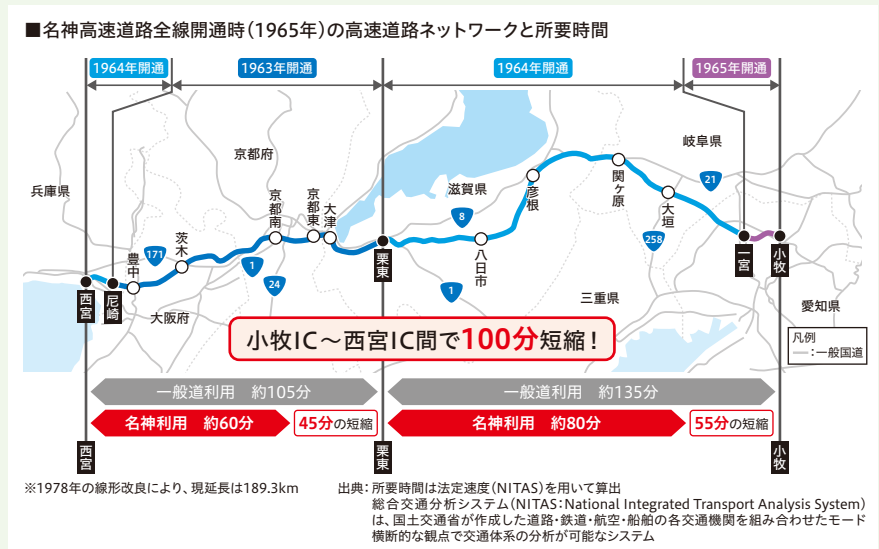 ■名神高速道路全線開通時（1965年）の高速道路ネットワークと所要時間
1964年開通
1963年開通
1964年開通
1965年開通
兵庫県
京都府
滋賀県
岐阜県
大阪府
三重県
愛知県
西宮
尼崎
豊中
茨木
京都南
京都東
大津
栗東
八日市
彦根
関ヶ原
大垣
一宮
小牧
171
1
24
8
1
21
258
小牧IC～西宮IC間で100分短縮！
凡例
―：一般国道
一般道利用　約105分
一般道利用　約135分
名神利用　約60分
45分の短縮
名神利用　約80分
55分の短縮
西宮
栗東
小牧
※1978年の線形改良により、現延長は189.3km
出典：所要時間は法定速度（NITAS）を用いて算出
総合交通分析システム（NITAS：National Integrated Transport Analysis System）
は、国土交通省が作成した道路・鉄道・航空・船舶の各交通機関を組み合わせたモード
横断的な観点で交通体系の分析が可能なシステム